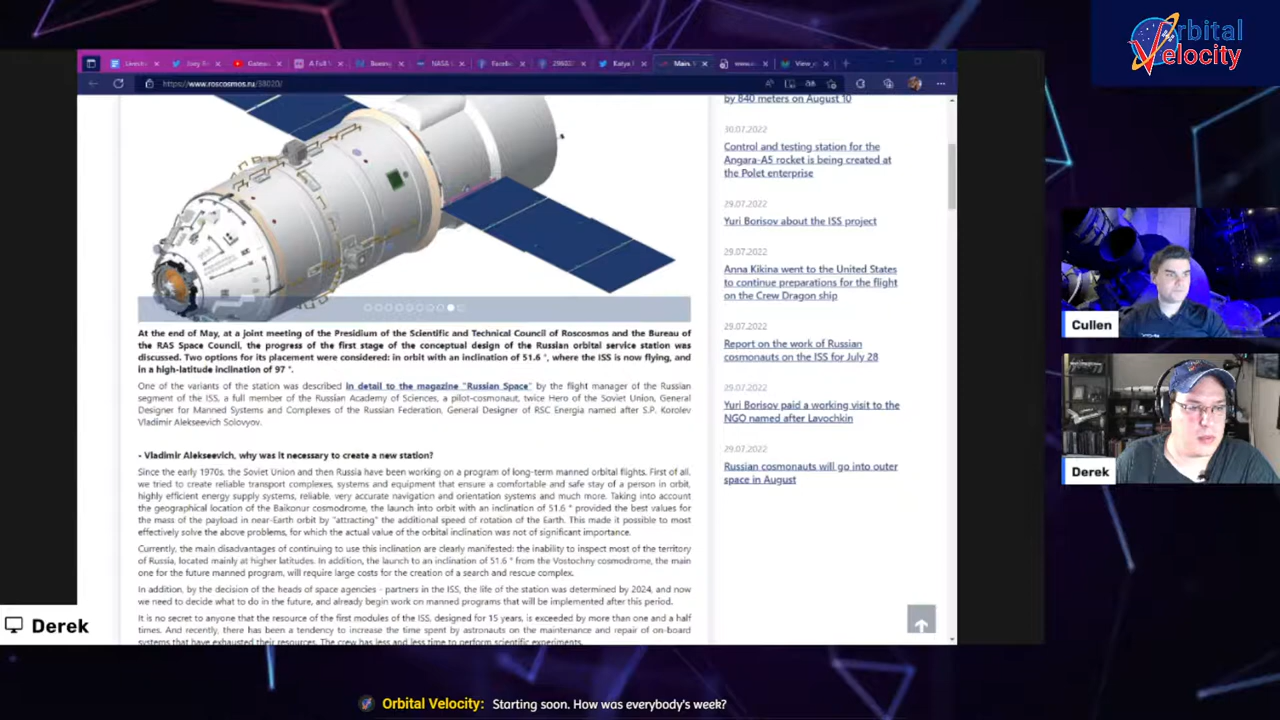 Orbital
Velocity
https://www.roscosmos.ru/38020/
by 840 meters on August 10
30.07.2022
Control and testing station for the
Angara-A5 rocket is being created at
the Polet enterprise
29.07.2022
Yuri Borisov about the ISS project
29.07.2022
Anna Kikina went to the United States
to continue preparations for the flight
on the Crew Dragon ship
29.07.2022
Report on the work of Russian
cosmonauts on the ISS for July 28
29.07.2022
Yuri Borisov paid a working visit to the
NGO named after Lavochkin
29.07.2022
Russian cosmonauts will go into outer
space in August
At the end of May, at a joint meeting of the Presidium of the Scientific and Technical Council of Roscosmos and the Bureau of
the RAS Space Council, the progress of the first stage of the conceptual design of the Russian orbital service station was
discussed. Two options for its placement were considered: in orbit with an inclination of 51.6 °, where the ISS is now flying, and
in a high-latitude inclination of 97 °.
One of the variants of the station was described in detail to the magazine "Russian Space" by the flight manager of the Russian
segment of the ISS, a full member of the Russian Academy of Sciences, a pilot-cosmonaut, twice Hero of the Soviet Union, General
Designer for Manned Systems and Complexes of the Russian Federation, General Designer of RSC Energia named after S.P. Korolev
Vladimir Alekseevich Solovyov.
- Vladimir Alekseevich, why was it necessary to create a new station?
Since the early 1970s, the Soviet Union and then Russia have been working on a program of long-term manned orbital flights. First of all,
we tried to create reliable transport complexes, systems and equipment that ensure a comfortable and safe stay of a person in orbit,
highly efficient energy supply systems, reliable, very accurate navigation and orientation systems and much more. Taking into account
the geographical location of the Baikonur cosmodrome, the launch into orbit with an inclination of 51.6 ° provided the best values for
the mass of the payload in near-Earth orbit by "attracting" the additional speed of rotation of the Earth. This made it possible to most
effectively solve the above problems, for which the actual value of the orbital inclination was not of significant importance.
Currently, the main disadvantages of continuing to use this inclination are clearly manifested: the inability to inspect most of the territory
of Russia, located mainly at higher latitudes. In addition, the launch to an inclination of 51.6 ° from the Vostochny cosmodrome, the main
one for the future manned program, will require large costs for the creation of a search and rescue complex.
In addition, by the decision of the heads of space agencies - partners in the ISS, the life of the station was determined by 2024, and now
we need to decide what to do in the future, and already begin work on manned programs that will be implemented after this period.
It is no secret to anyone that the resource of the first modules of the ISS, designed for 15 years, is exceeded by more than one and a half
times. And recently, there has been a tendency to increase the time spent by astronauts on the maintenance and repair of on-board
systems that have exhausted their resources. The crew has less and less time to perform scientific experiments.
Cullen
Derek
Derek
Orbital Velocity: Starting soon. How was everybody's week?